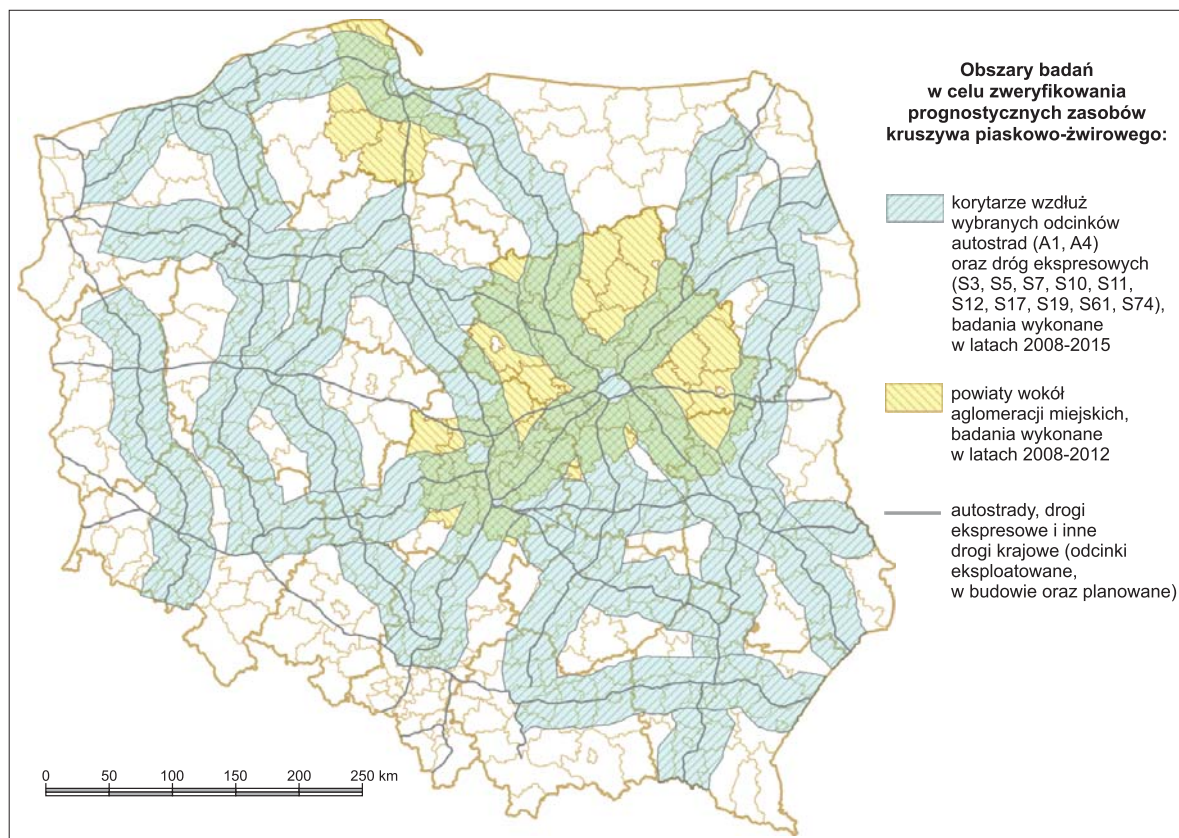 Obszary badań
w celu zweryfikowania
prognostycznych zasobów
kruszywa piaskowo-żwirowego:
korytarze wzdłuż
wybranych odcinków
autostrad (A1, A4)
oraz dróg ekspresowych
(S3, S5, S7, S10, S11,
S12, S17, S19, S61, S74),
badania wykonane
w latach 2008-2015
powiaty wokół
aglomeracji miejskich,
badania wykonane
w latach 2008-2012
autostrady, drogi
ekspresowe i inne
drogi krajowe (odcinki
eksploatowane,
w budowie oraz planowane)
0 50 100 150 200 250 km